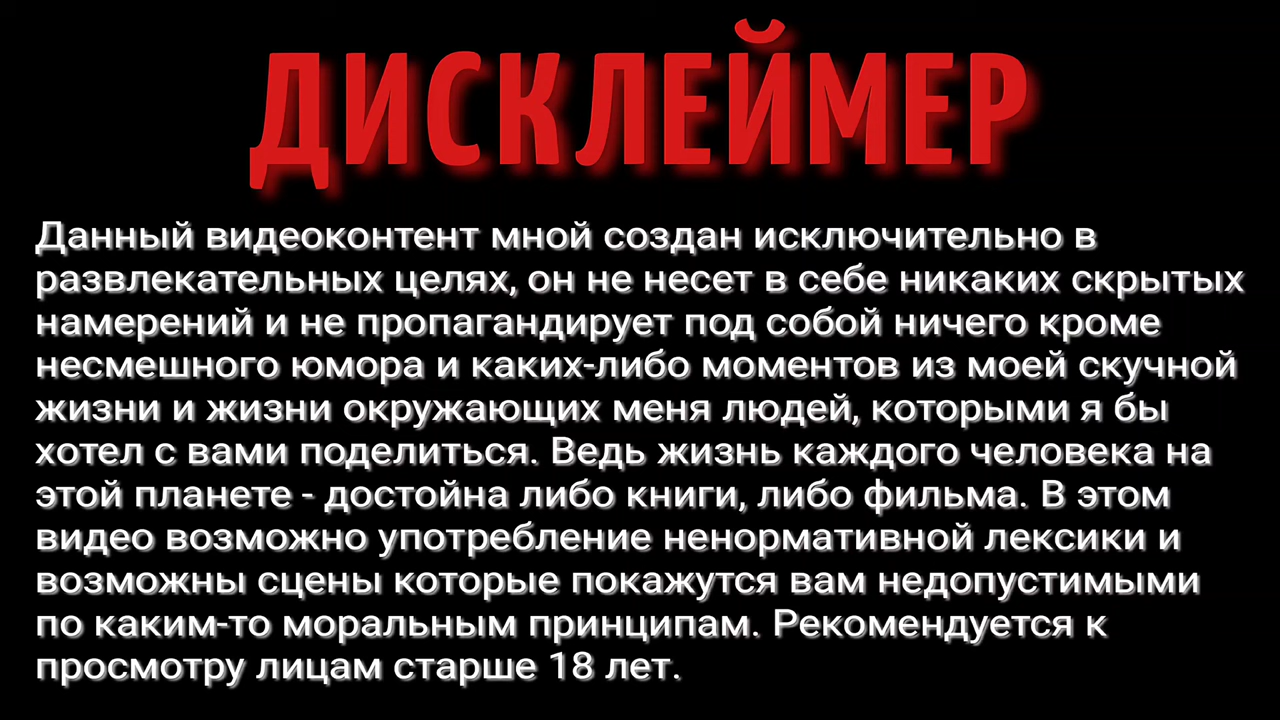 ДИСКЛЕЙМЕР
Данный видеоконтент мной создан исключительно в
развлекательных целях, он не несет в себе никаких скрытых
намерений и не пропагандирует под собой ничего кроме
несмешного юмора и каких-либо моментов из моей скучной
жизни и жизни окружающих меня людей, которыми я бы
хотел с вами поделиться. Ведь жизнь каждого человека на
этой планете - достойна либо книги, либо фильма. В этом
видео возможно употребление ненормативной лексики и
возможны сцены которые покажутся вам недопустимыми
по каким-то моральным принципам. Рекомендуется к
просмотру лицам старше 18 лет.